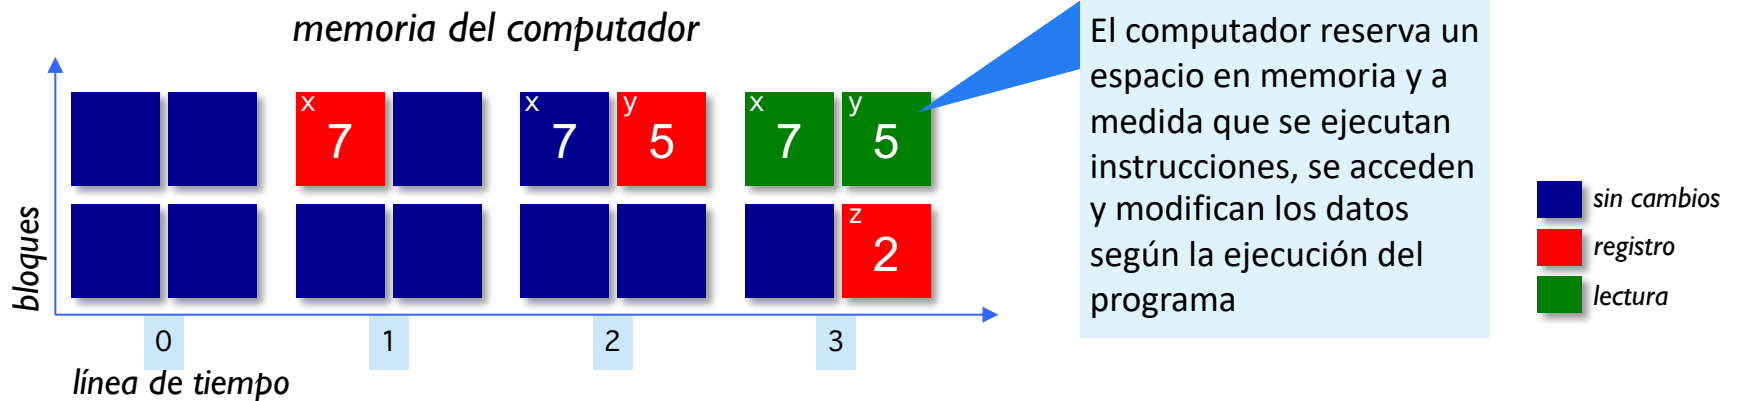 memoria del computador
El computador reserva un
espacio en memoria y a
medida que se ejecutan
instrucciones, se acceden
y modifican los datos
según la ejecución del
programa
bloques
x 7
x 7 y 5
x 7 y 5
z 2
sin cambios
registro
lectura
0 1 2 3
línea de tiempo